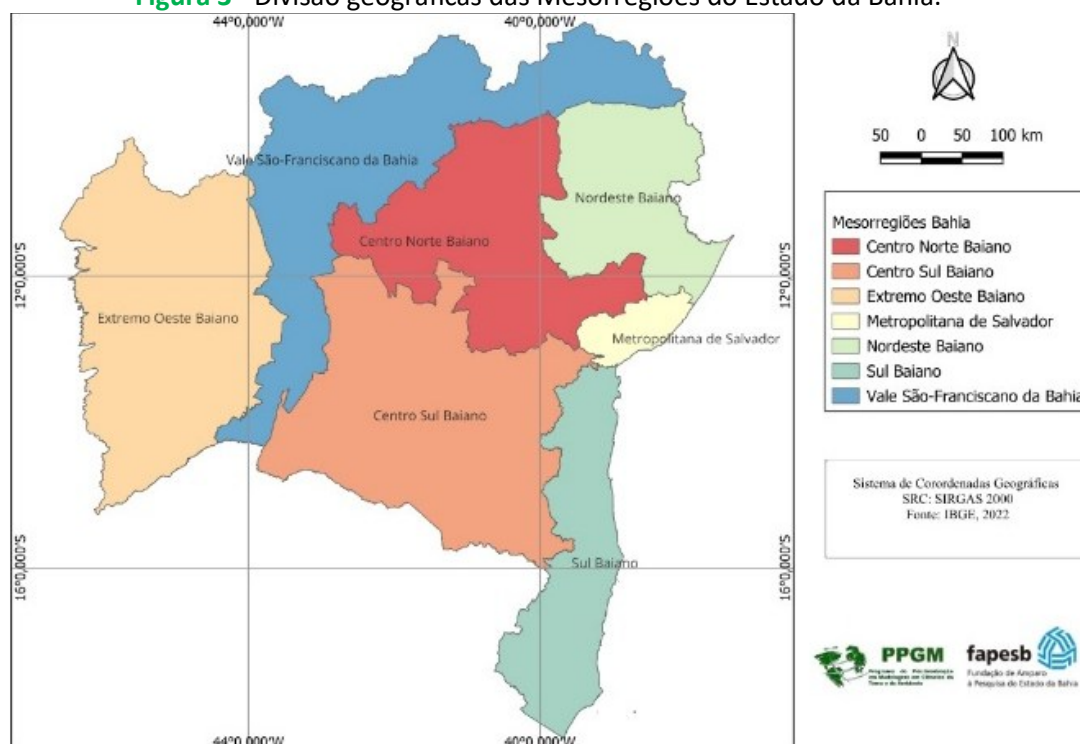 Figura 3 - Divisão geográficas das Mesorregiões do Estado da Bahia.
44°0,000'W 40°0,000'W
N
50 0 50 100 km
Vale São-Franciscano da Bahia
Nordeste Baiano
Centro Norte Baiano
12°0,000'S 12°0,000'S
Extremo Oeste Baiano
Metropolitana de Salvador
Centro Sul Baiano
16°0,000'S 16°0,000'S
Sul Baiano
44°0,000'W 40°0,000'W
Mesorregiões Bahia
Centro Norte Baiano
Centro Sul Baiano
Extremo Oeste Baiano
Metropolitana de Salvador
Nordeste Baiano
Sul Baiano
Vale São-Franciscano da Bahia
Sistema de Corordenadas Geográficas
SRC: SIRGAS 2000
Fonte: IBGE, 2022
PPGM
fapesb
Fundação de Amparo
à Pesquisa do Estado da Bahia